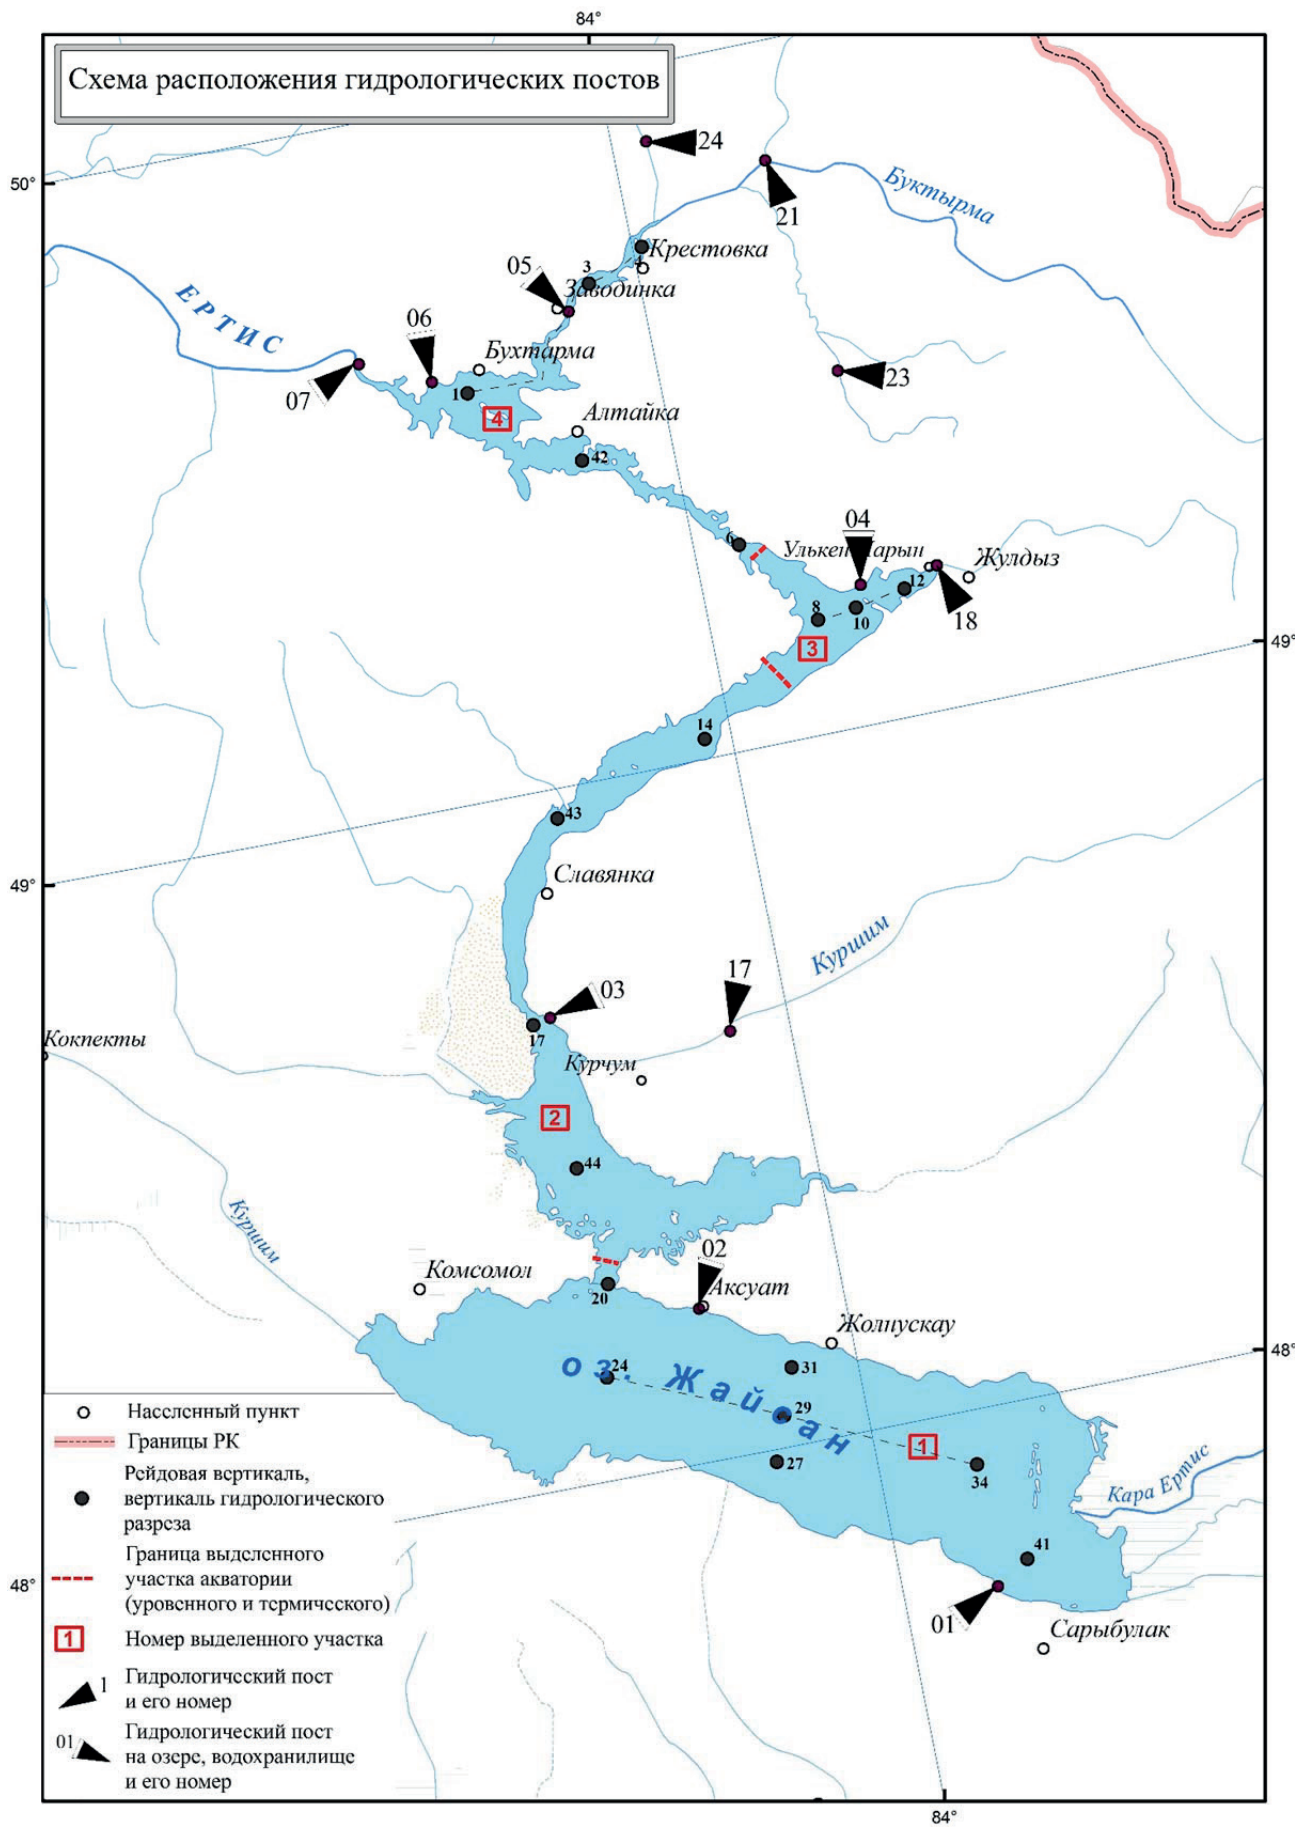 84°
Схема расположения гидрологических постов
24
50°
21
Буктырма
Крестовка
4
05
3
Заводинка
ЕРТИС
06
Бухтарма
07
1
23
4
Алтайка
42
04
6
Улькен Нарын
Жулдыз
12
8
10
18
3
49°
14
43
49°
Славянка
Куршим
17
03
17
Кокпекты
Курчум
2
44
Куршим
02
Комсомол
20
Аксуат
Жолнускау
48°
24
31
оз. Жайсан
29
1
27
34
Кара Ертис
41
48°
01
Сарыбулак
Населенный пункт
Границы РК
Рейдовая вертикаль,
вертикаль гидрологического
разреза
Граница выделенного
участка акватории
(уровенного и термического)
1
Номер выделенного участка
1
Гидрологический пост
и его номер
01
Гидрологический пост
на озере, водохранилище
и его номер
84°